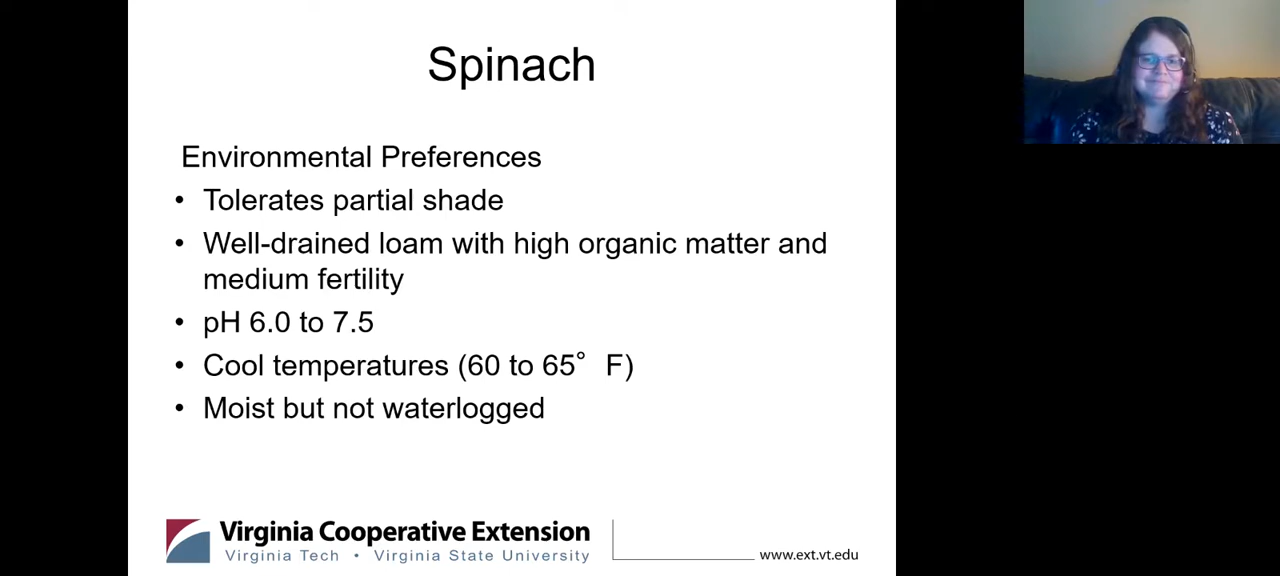 Spinach
Environmental Preferences
• Tolerates partial shade
• Well-drained loam with high organic matter and
medium fertility
• pH 6.0 to 7.5
• Cool temperatures (60 to 65° F)
• Moist but not waterlogged
Virginia Cooperative Extension
Virginia Tech • Virginia State University
www.ext.vt.edu